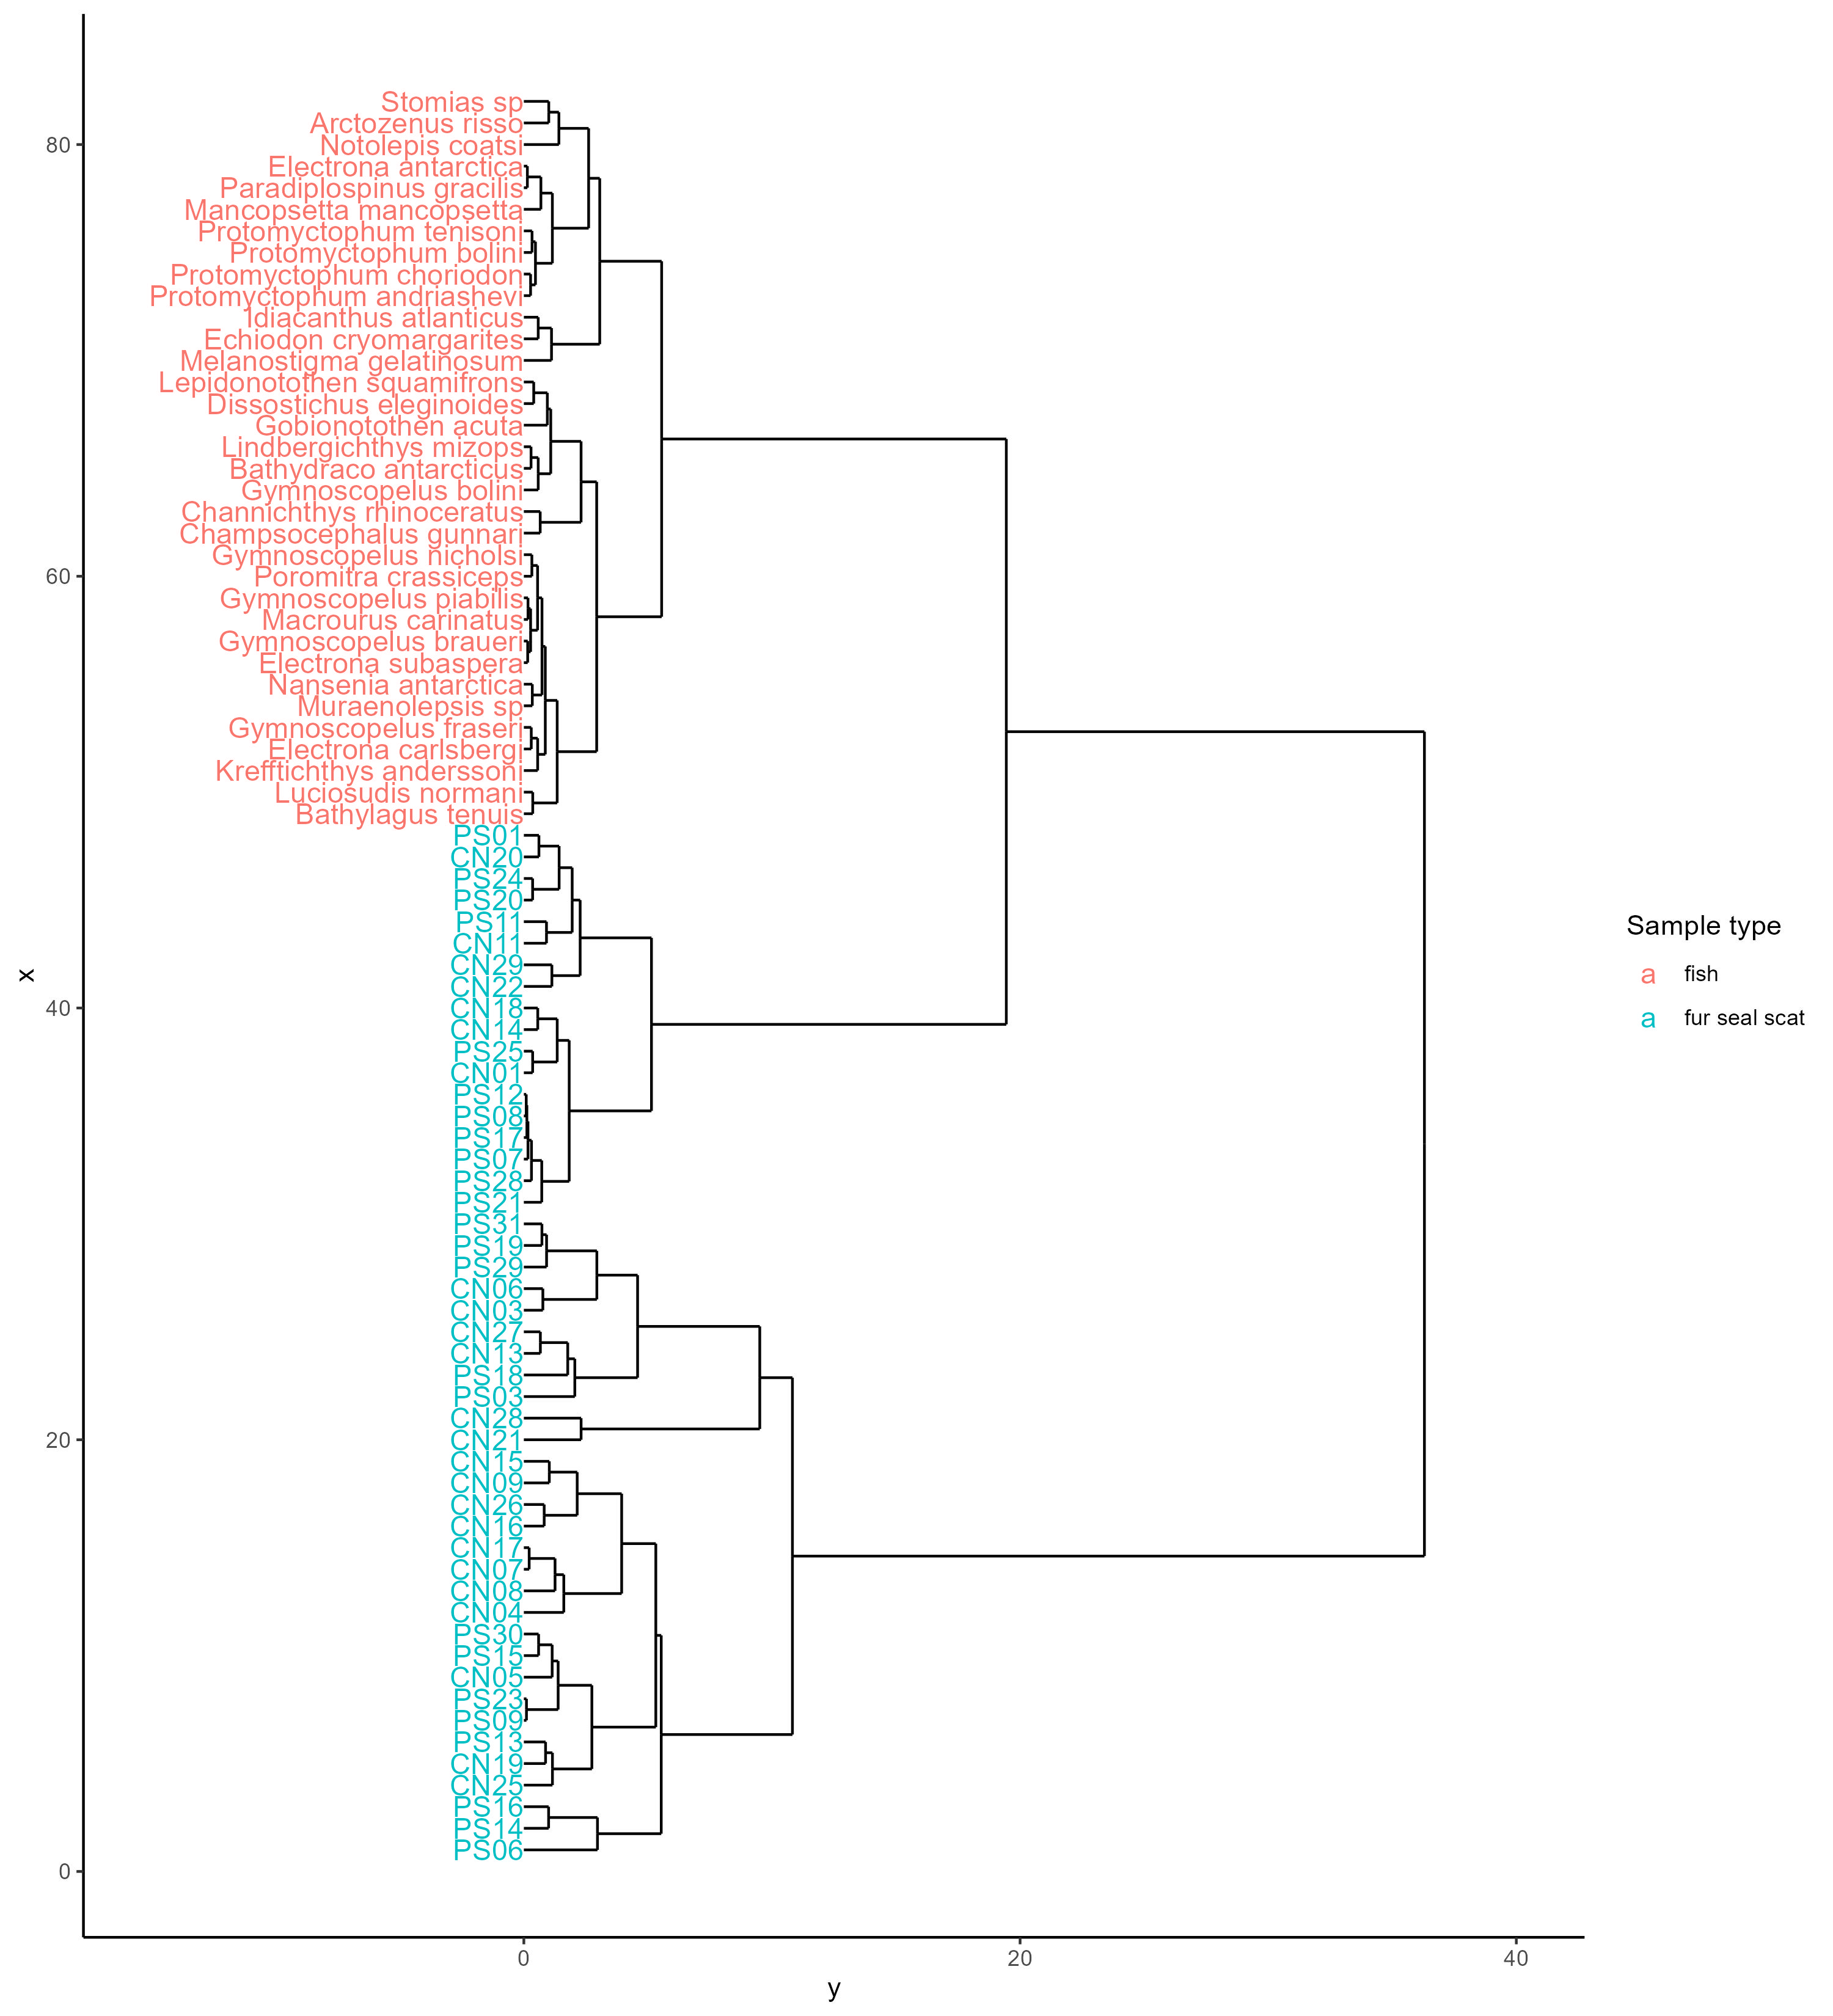 Stomias sp
Arctozenus risso
80
Notolepis coatsi
Electrona antarctica
Paradiplospinus gracilis
Mancopsetta mancopsetta
Protomyctophum tenisoni
Protomyctophum bolini
Protomyctophum choriodon
Protomyctophum andriashevi
Idiacanthus atlanticus
Echiodon cryomargarites
Melanostigma gelatinosum
Lepidonotothen squamifrons
Dissostichus eleginoides
Gobionotothen acuta
Lindbergichthys mizops
Bathydraco antarcticus
Gymnoscopelus bolini
Channichthys rhinoceratus
Champsocephalus gunnari
Gymnoscopelus nicholsi
60
Poromitra crassiceps
Gymnoscopelus piabilis
Macrourus carinatus
Gymnoscopelus braueri
Electrona subaspera
Nansenia antarctica
Muraenolepsis sp
Gymnoscopelus fraseri
Electrona carlsbergi
Krefftichthys anderssoni
Luciosudis normani
Bathylagus tenuis
PS01
CN20
PS24
PS20
PS11
CN11
CN29
CN22
40
CN18
CN14
PS25
CN01
PS12
PS08
PS17
PS07
PS28
PS21
PS31
PS19
PS29
CN06
CN03
CN27
CN13
PS18
PS03
CN28
20
CN21
CN15
CN09
CN26
CN16
CN17
CN07
CN08
CN04
PS30
PS15
CN05
PS23
PS09
PS13
CN19
CN25
PS16
PS14
PS06
0
x
0 20 40
y
Sample type
a fish
a fur seal scat